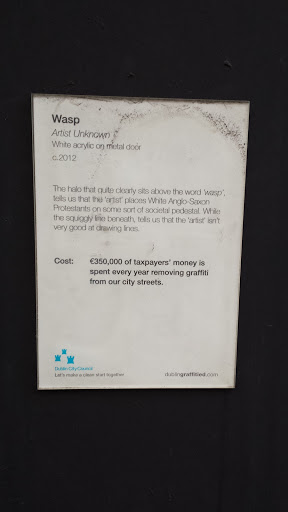 Wasp
Artist Unknown
White acrylic on metal door
c.2012
The halo that quite clearly sits above the word 'wasp',
tells us that the 'artist' places White Anglo-Saxon
Protestants on some sort of societal pedestal. While
the squiggly line beneath, tells us that the 'artist' isn't
very good at drawing lines.
Cost: €350,000 of taxpayers' money is
spent every year removing graffiti
from our city streets.
Dublin City Council
Let's make a clean start together
dublingraffitied.com